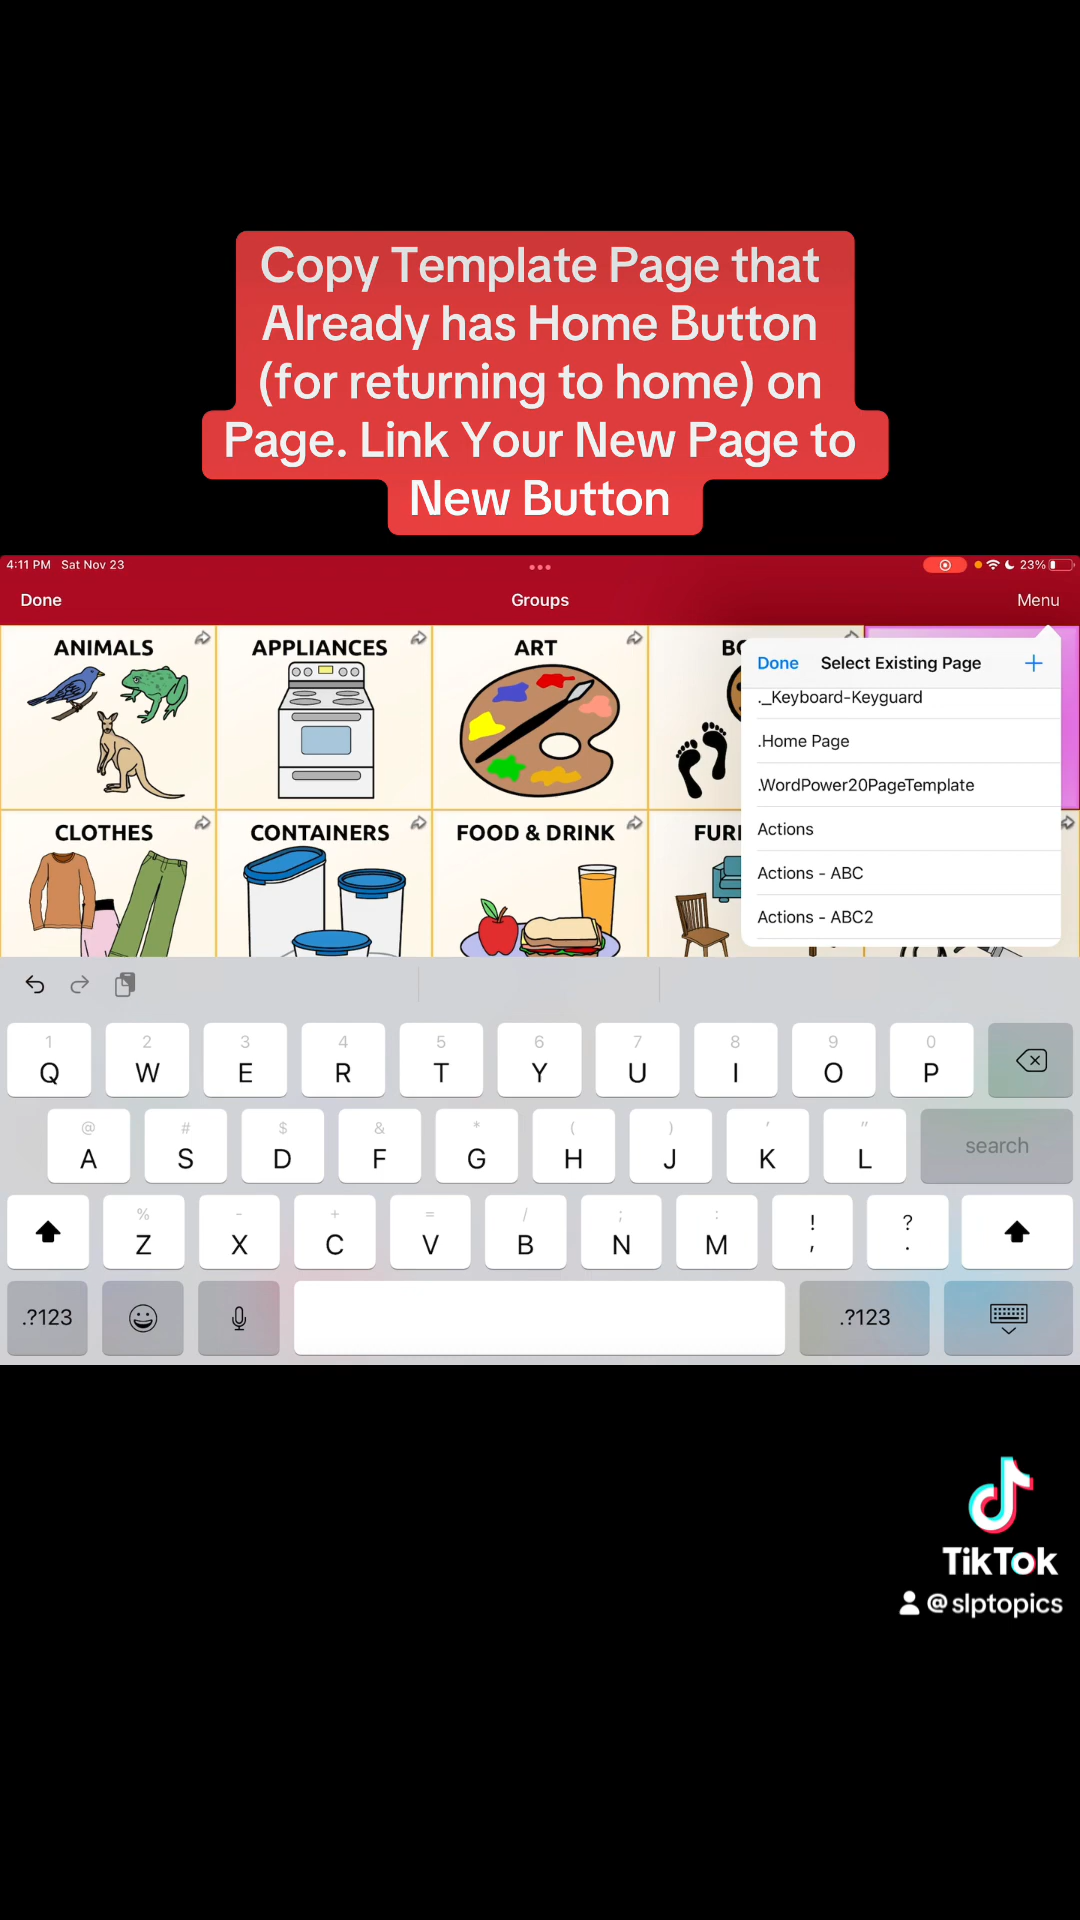 Copy Template Page that
Already has Home Button
(for returning to home) on
Page. Link Your New Page to
New Button
4:11 PM Sat Nov 23
23%
Done
Groups
Menu
ANIMALS
APPLIANCES
ART
Done
Select Existing Page
+
._Keyboard-Keyguard
.Home Page
.WordPower20PageTemplate
Actions
Actions - ABC
Actions - ABC2
CLOTHES
CONTAINERS
FOOD & DRINK
1 2 3 4 5 6 7 8 9 0
Q W E R T Y U I O P
@ # $ & * ( ) ' "
A S D F G H J K L
search
% - + = / ; : ! ?
Z X C V B N M , .
.?123
.?123
TikTok
@slptopics